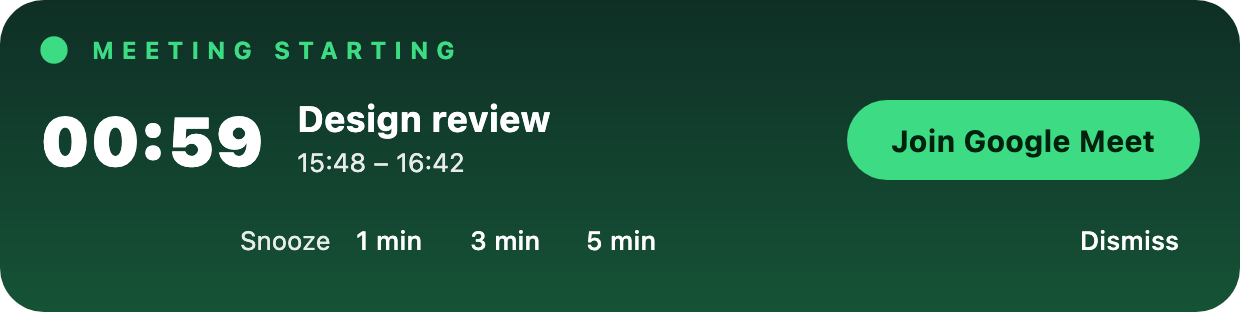 MEETING STARTING
00:59
Design review
15:48 – 16:42
Join Google Meet
Snooze 1 min 3 min 5 min Dismiss